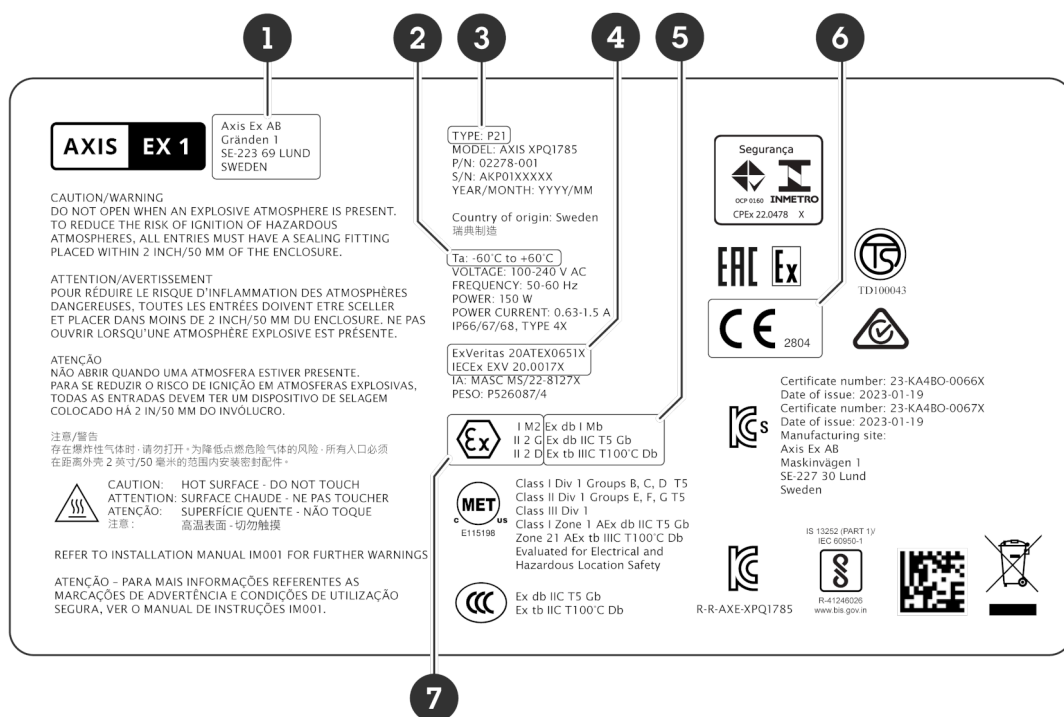 1
2
3
4
5
6
AXIS EX 1
Axis Ex AB
Gränden 1
SE-223 69 LUND
SWEDEN
CAUTION/WARNING
DO NOT OPEN WHEN AN EXPLOSIVE ATMOSPHERE IS PRESENT.
TO REDUCE THE RISK OF IGNITION OF HAZARDOUS
ATMOSPHERES, ALL ENTRIES MUST HAVE A SEALING FITTING
PLACED WITHIN 2 INCH/50 MM OF THE ENCLOSURE.
ATTENTION/AVERTISSEMENT
POUR RÉDUIRE LE RISQUE D'INFLAMMATION DES ATMOSPHÈRES
DANGEREUSES, TOUTES LES ENTRÉES DOIVENT ETRE SCELLER
ET PLACER DANS MOINS DE 2 INCH/50 MM DU ENCLOSURE. NE PAS
OUVRIR LORSQU'UNE ATMOSPHÈRE EXPLOSIVE EST PRÉSENTE.
ATENÇÃO
NÃO ABRIR QUANDO UMA ATMOSFERA ESTIVER PRESENTE.
PARA SE REDUZIR O RISCO DE IGNIÇÃO EM ATMOSFERAS EXPLOSIVAS,
TODAS AS ENTRADAS DEVEM TER UM DISPOSITIVO DE SELAGEM
COLOCADO HÁ 2 IN/50 MM DO INVÓLUCRO.
注意/警告
存在爆炸性气体时·请勿打开·为降低点燃危险气体的风险·所有入口必须
在距离外壳 2 英寸/50 毫米的范围内安装密封配件。
CAUTION: HOT SURFACE - DO NOT TOUCH
ATTENTION: SURFACE CHAUDE - NE PAS TOUCHER
ATENÇÃO: SUPERFÍCIE QUENTE - NÃO TOQUE
注意: 高温表面 - 切勿触摸
REFER TO INSTALLATION MANUAL IM001 FOR FURTHER WARNINGS
ATENÇÃO – PARA MAIS INFORMAÇÕES REFERENTES AS
MARCAÇÕES DE ADVERTÊNCIA E CONDIÇÕES DE UTILIZAÇÃO
SEGURA, VER O MANUAL DE INSTRUÇÕES IM001.
TYPE: P21
MODEL: AXIS XPQ1785
P/N: 02278-001
S/N: AKP01XXXXX
YEAR/MONTH: YYYY/MM
Country of origin: Sweden
瑞典制造
Ta: -60°C to +60°C
VOLTAGE: 100-240 V AC
FREQUENCY: 50-60 Hz
POWER: 150 W
POWER CURRENT: 0.63-1.5 A
IP66/67/68, TYPE 4X
ExVeritas 20ATEX0651X
IECEx EXV 20.0017X
IA: MASC MS/22-8127X
PESO: P526087/4
Ex
I M2 Ex db I Mb
II 2 G Ex db IIC T5 Gb
II 2 D Ex tb IIIC T100°C Db
c MET us
E115198
Class I Div 1 Groups B, C, D T5
Class II Div 1 Groups E, F, G T5
Class III Div 1
Class I Zone 1 AEx db IIC T5 Gb
Zone 21 AEx tb IIIC T100°C Db
Evaluated for Electrical and
Hazardous Location Safety
CCC
Ex db IIC T5 Gb
Ex tb IIC T100°C Db
7
Segurança
OCP 0160 INMETRO
CPEx 22.0478 X
EAC Ex
TS
TD100043
CE 2804
KC s
Certificate number: 23-KA4BO-0066X
Date of issue: 2023-01-19
Certificate number: 23-KA4BO-0067X
Date of issue: 2023-01-19
Manufacturing site:
Axis Ex AB
Maskinvägen 1
SE-227 30 Lund
Sweden
KC
R-R-AXE-XPQ1785
IS 13252 (PART 1)/
IEC 60950-1
R-41246026
www.bis.gov.in